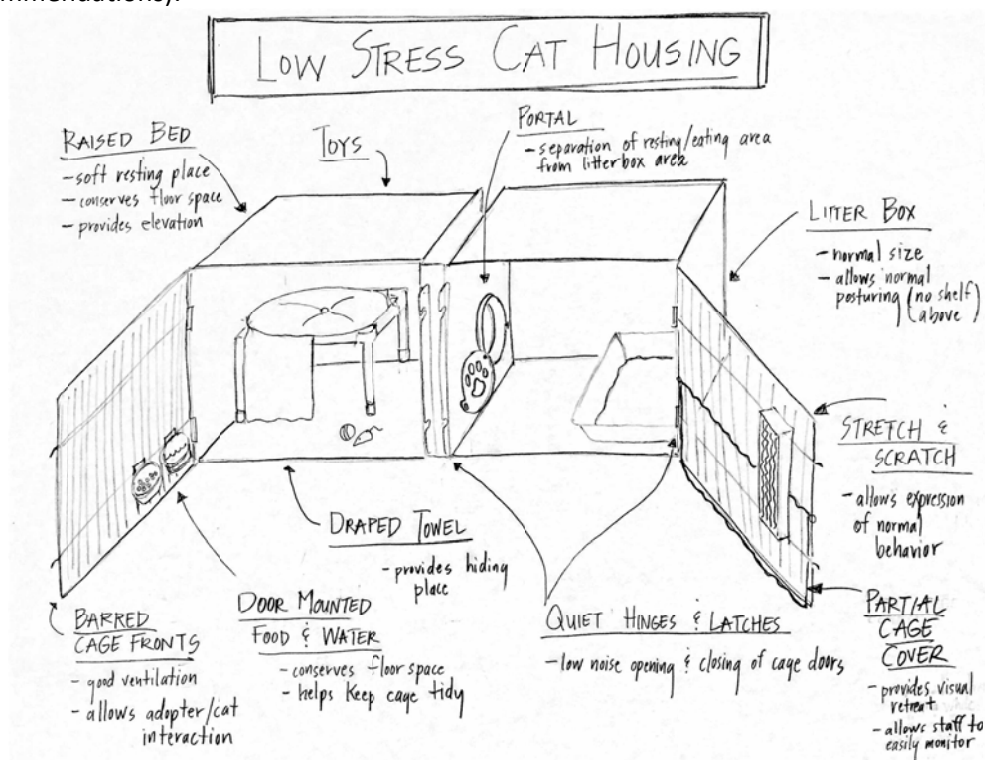 mmendations).
LOW STRESS CAT HOUSING
RAISED BED
- soft resting place
- conserves floor space
- provides elevation
TOYS
PORTAL
- separation of resting/eating area
from litterbox area
LITTER BOX
- normal size
- allows normal
posturing (no shelf
above)
STRETCH &
SCRATCH
- allows expression
of normal
behavior
DRAPED TOWEL
- provides hiding
place
BARRED
CAGE FRONTS
- good ventilation
- allows adopter/cat
interaction
DOOR MOUNTED
FOOD & WATER
- conserves floor space
- helps keep cage tidy
QUIET HINGES & LATCHES
- low noise opening & closing of cage doors
PARTIAL
CAGE
COVER
- provides visual
retreat
- allows staff to
easily monitor